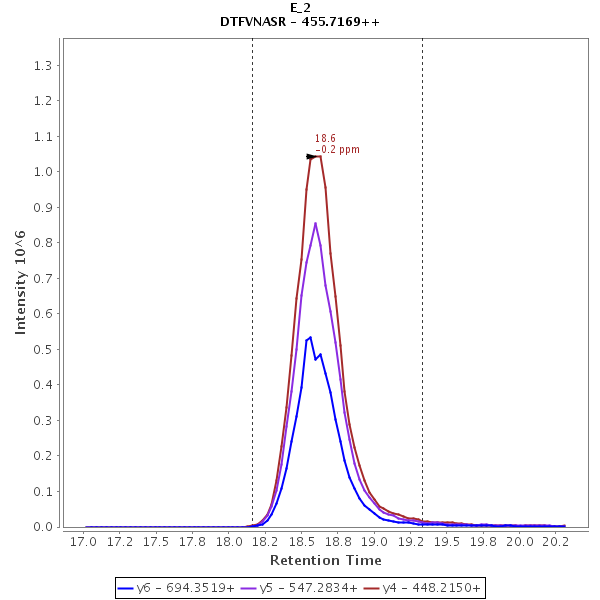 E_2
DTFVNASR - 455.7169++
Intensity 10^6
1.3
1.2
1.1
1.0
0.9
0.8
0.7
0.6
0.5
0.4
0.3
0.2
0.1
0.0
18.6
-0.2 ppm
17.0 17.2 17.5 17.8 18.0 18.2 18.5 18.8 19.0 19.2 19.5 19.8 20.0 20.2
Retention Time
y6 - 694.3519+ y5 - 547.2834+ y4 - 448.2150+